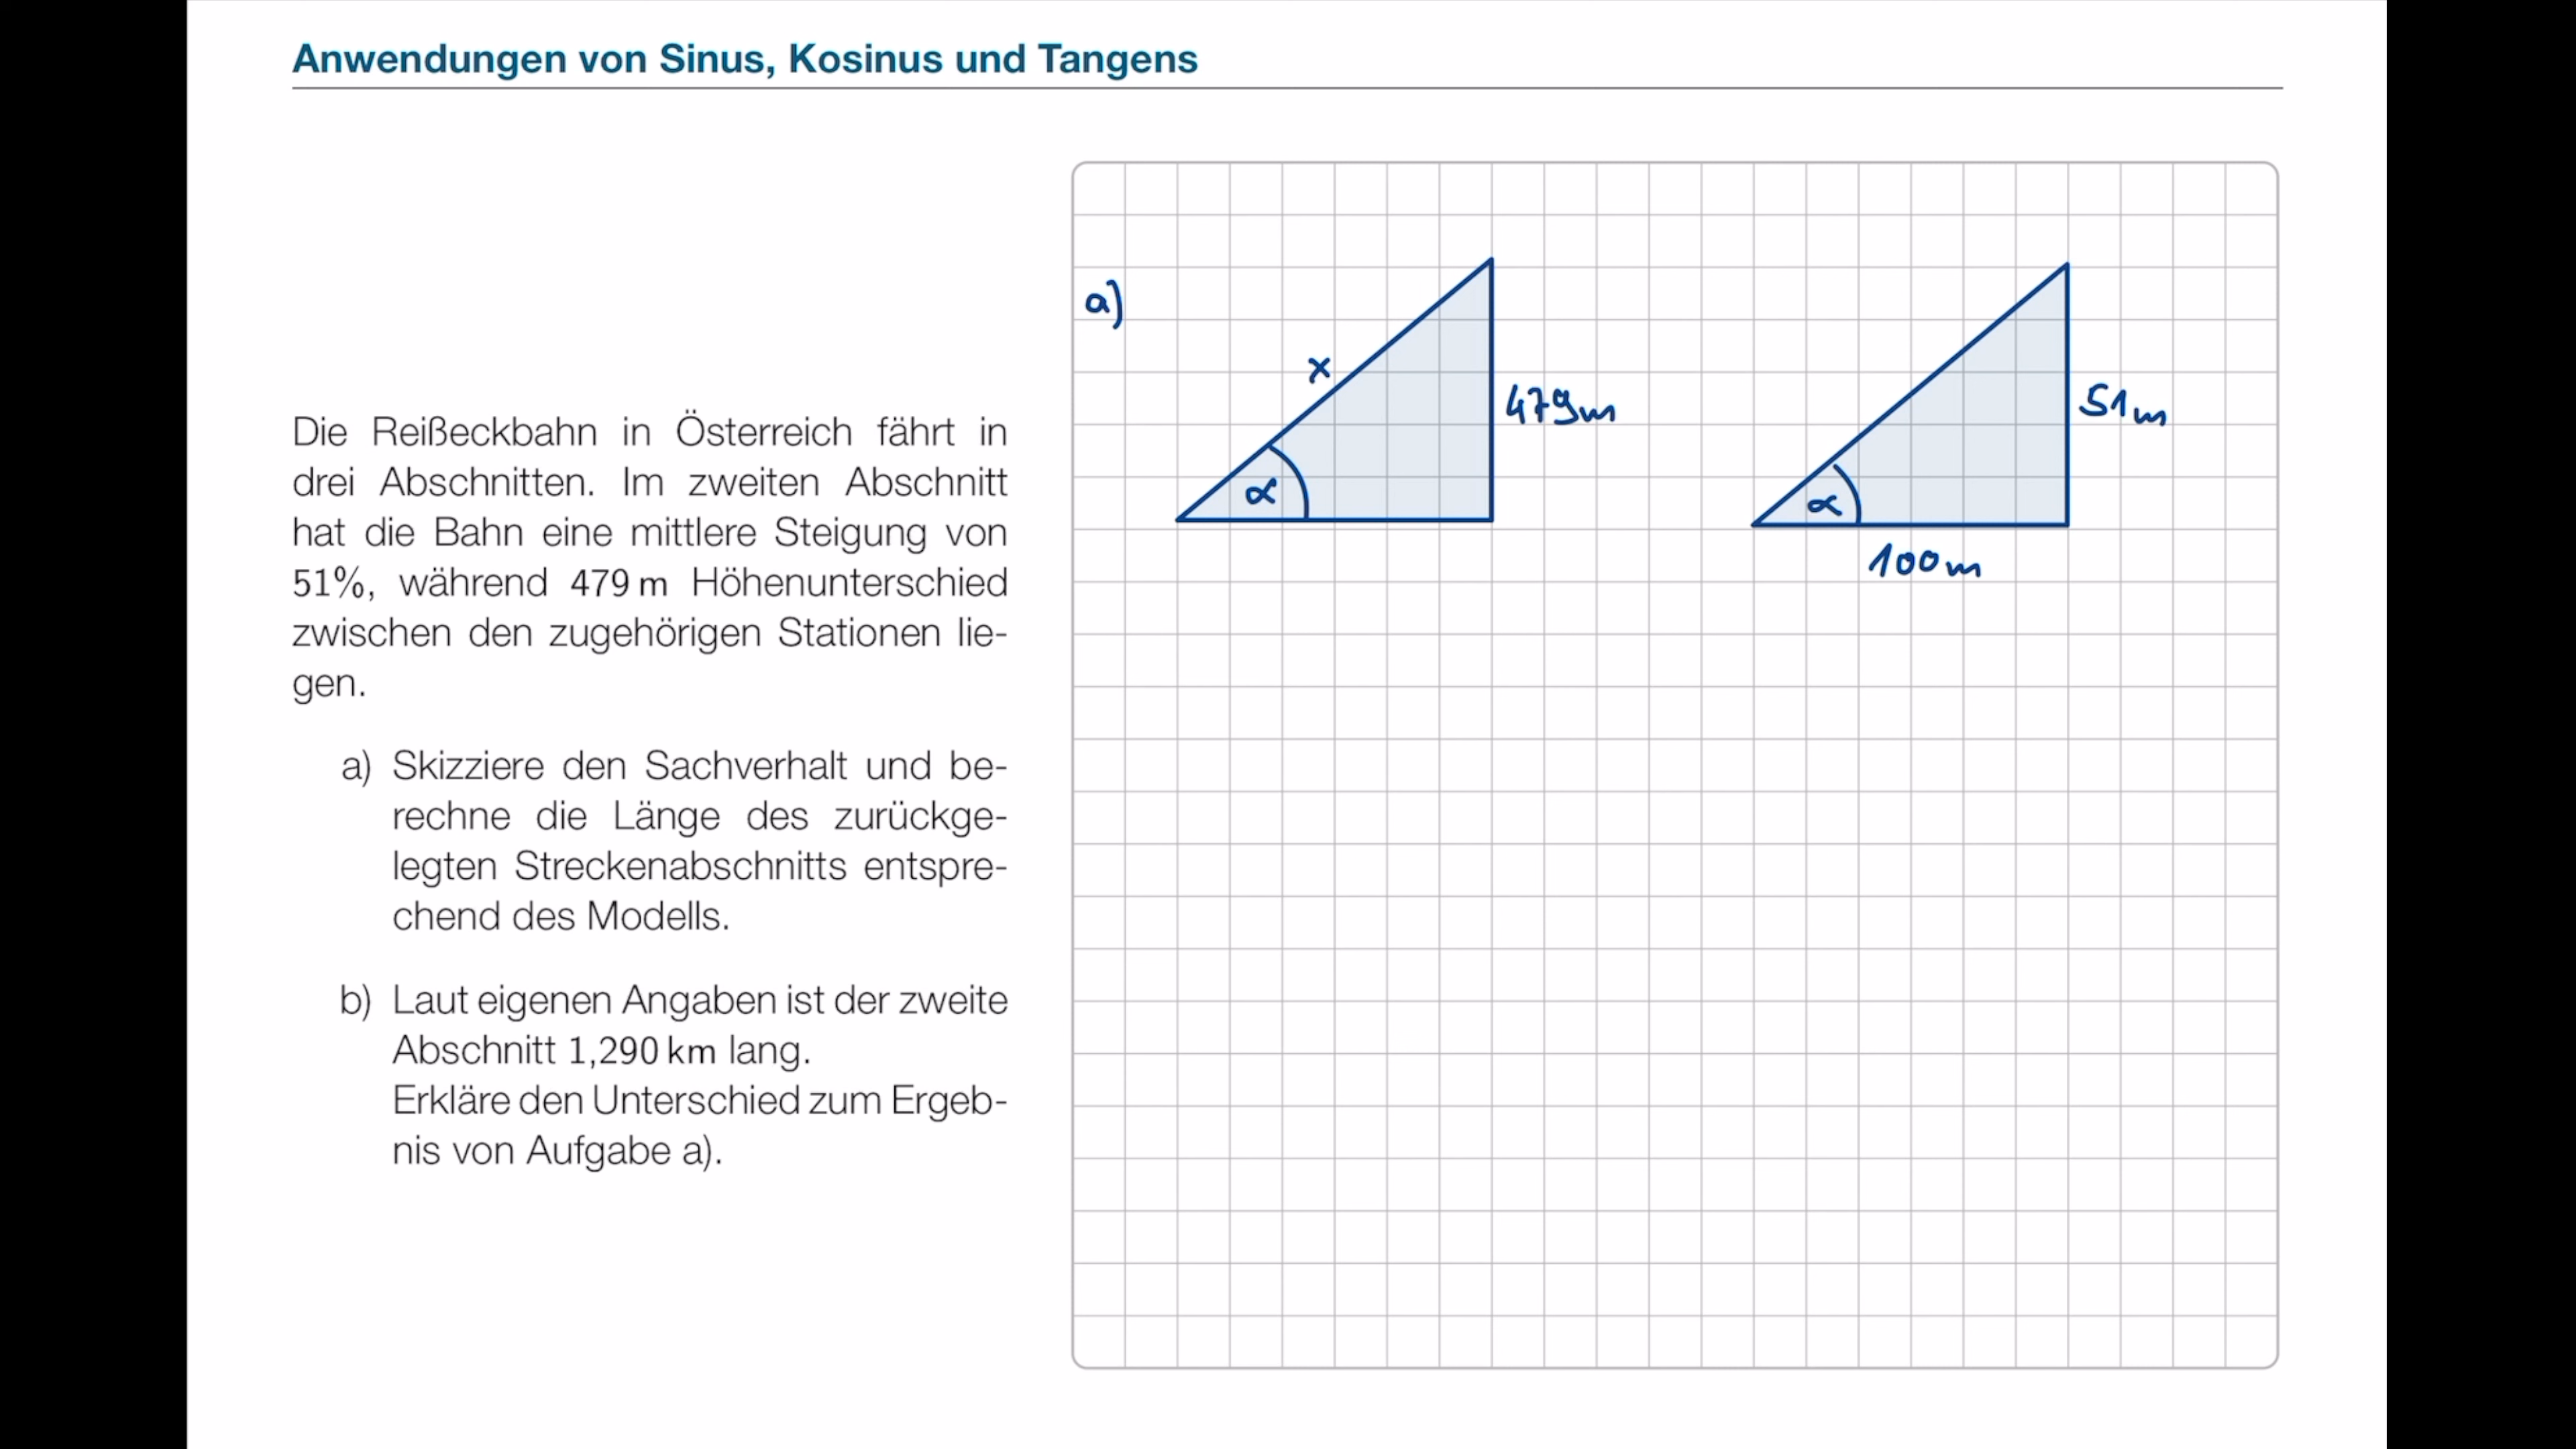 Anwendungen von Sinus, Kosinus und Tangens
Die Reißeckbahn in Österreich fährt in
drei Abschnitten. Im zweiten Abschnitt
hat die Bahn eine mittlere Steigung von
51%, während 479 m Höhenunterschied
zwischen den zugehörigen Stationen lie-
gen.
a) Skizziere den Sachverhalt und be-
rechne die Länge des zurückge-
legten Streckenabschnitts entspre-
chend des Modells.
b) Laut eigenen Angaben ist der zweite
Abschnitt 1,290 km lang.
Erkläre den Unterschied zum Ergeb-
nis von Aufgabe a).
a)
x
479m
α
51m
α
100m